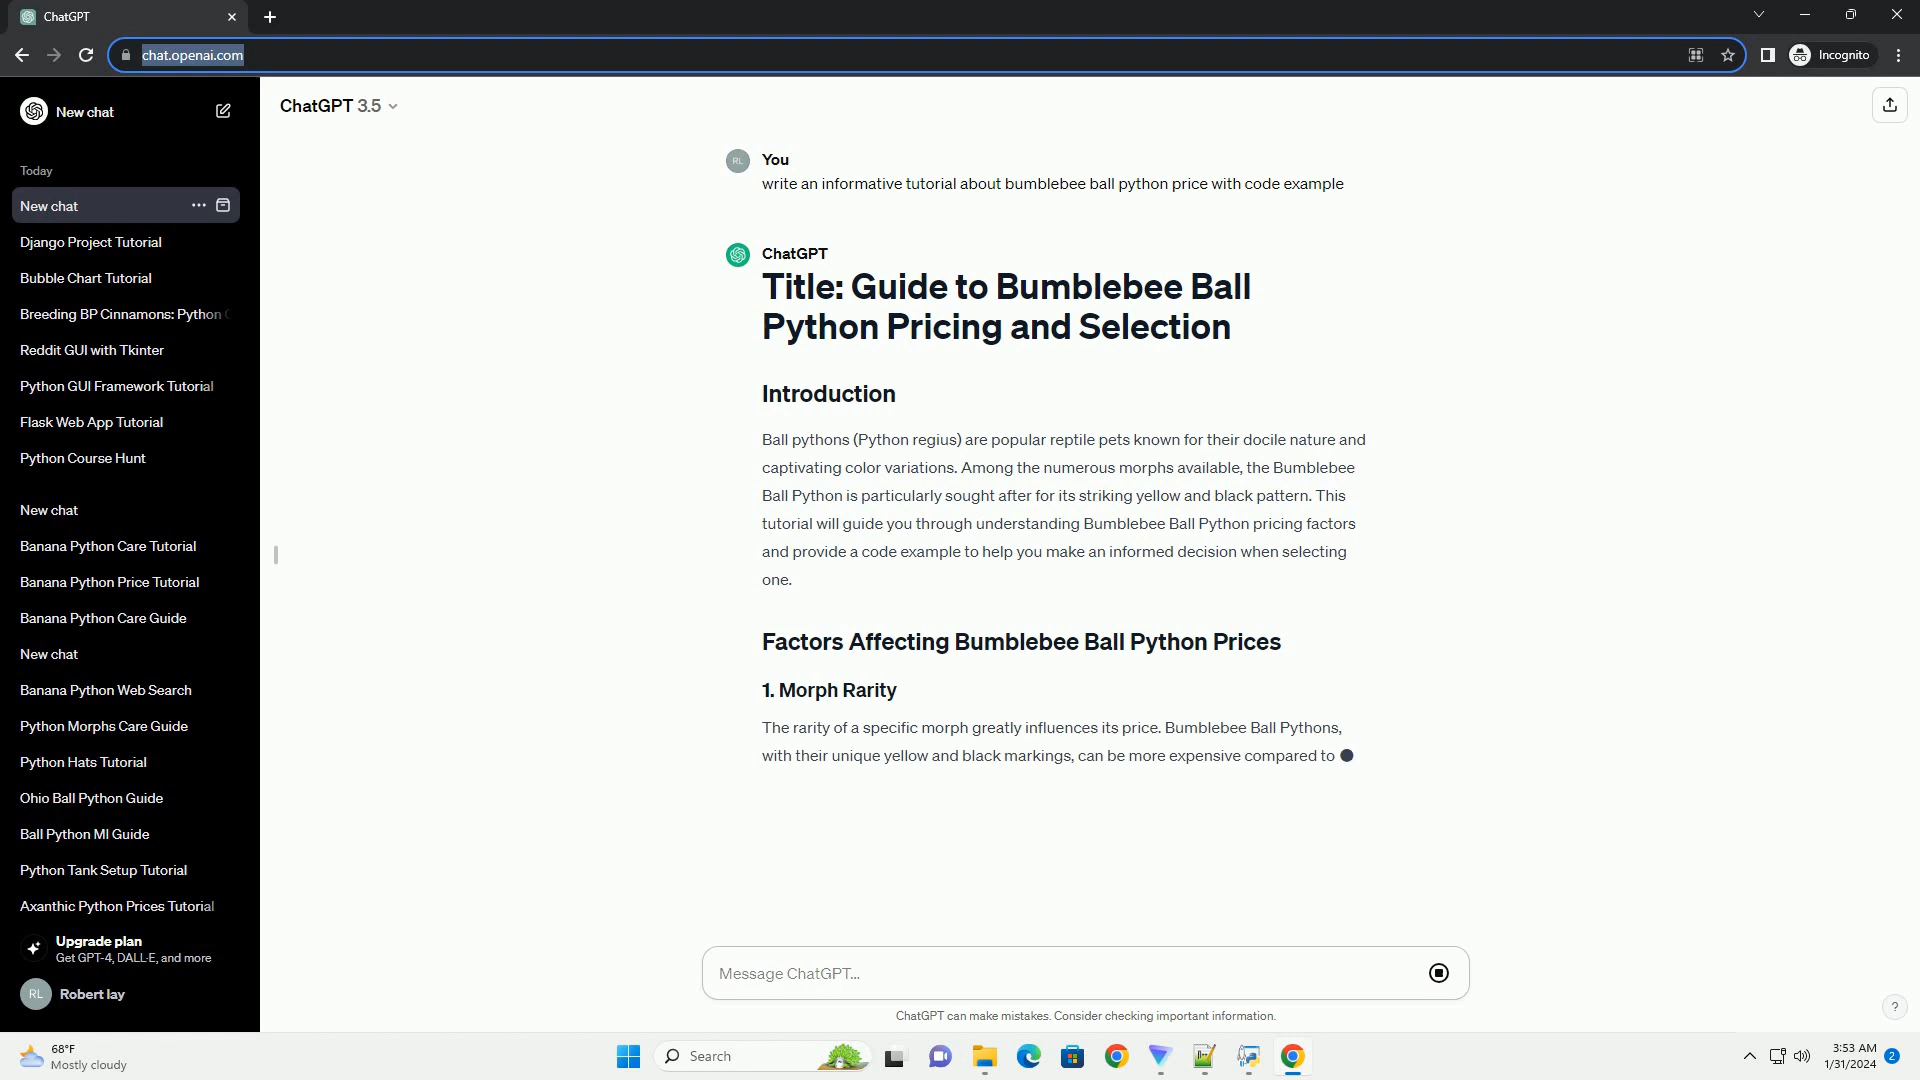 ChatGPT
chat.openai.com
Incognito
New chat
Today
New chat
Django Project Tutorial
Bubble Chart Tutorial
Breeding BP Cinnamons: Python
Reddit GUI with Tkinter
Python GUI Framework Tutorial
Flask Web App Tutorial
Python Course Hunt
New chat
Banana Python Care Tutorial
Banana Python Price Tutorial
Banana Python Care Guide
New chat
Banana Python Web Search
Python Morphs Care Guide
Python Hats Tutorial
Ohio Ball Python Guide
Ball Python MI Guide
Python Tank Setup Tutorial
Axanthic Python Prices Tutorial
Upgrade plan
Get GPT-4, DALL·E, and more
RL Robert lay
ChatGPT 3.5
RL You
write an informative tutorial about bumblebee ball python price with code example
ChatGPT
Title: Guide to Bumblebee Ball
Python Pricing and Selection
Introduction
Ball pythons (Python regius) are popular reptile pets known for their docile nature and
captivating color variations. Among the numerous morphs available, the Bumblebee
Ball Python is particularly sought after for its striking yellow and black pattern. This
tutorial will guide you through understanding Bumblebee Ball Python pricing factors
and provide a code example to help you make an informed decision when selecting
one.
Factors Affecting Bumblebee Ball Python Prices
1. Morph Rarity
The rarity of a specific morph greatly influences its price. Bumblebee Ball Pythons,
with their unique yellow and black markings, can be more expensive compared to
Message ChatGPT...
ChatGPT can make mistakes. Consider checking important information.
?
68°F
Mostly cloudy
Search
3:53 AM
1/31/2024
2